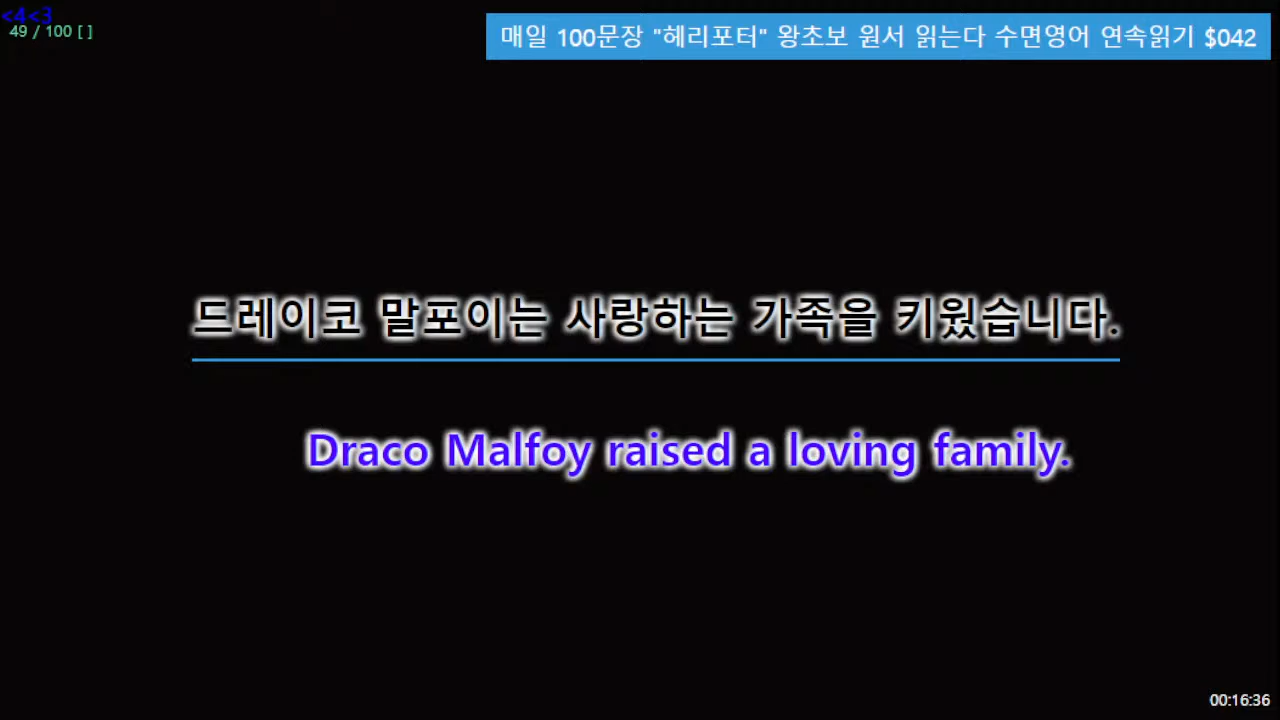 <4<3
49 / 100 [ ]
매일 100문장 "헤리포터" 왕초보 원서 읽는다 수면영어 연속읽기 $042
드레이코 말포이는 사랑하는 가족을 키웠습니다.
Draco Malfoy raised a loving family.
00:16:36